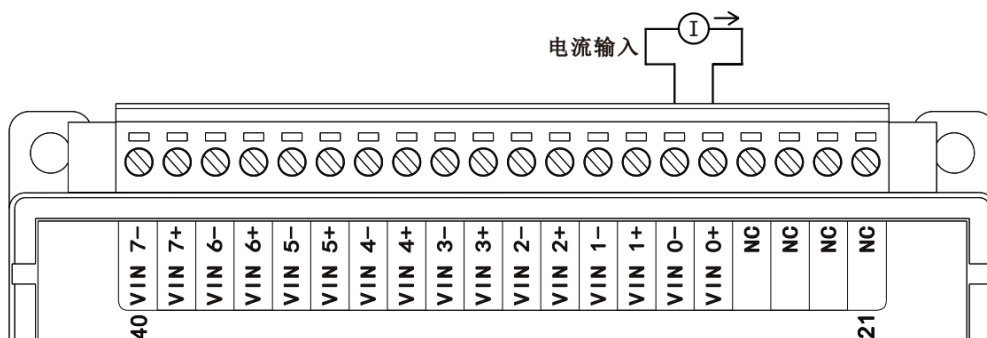 I
电流输入
VIN 7-
VIN 7+
VIN 6-
VIN 6+
VIN 5-
VIN 5+
VIN 4-
VIN 4+
VIN 3-
VIN 3+
VIN 2-
VIN 2+
VIN 1-
VIN 1+
VIN 0-
VIN 0+
NC
NC
NC
NC
40
21